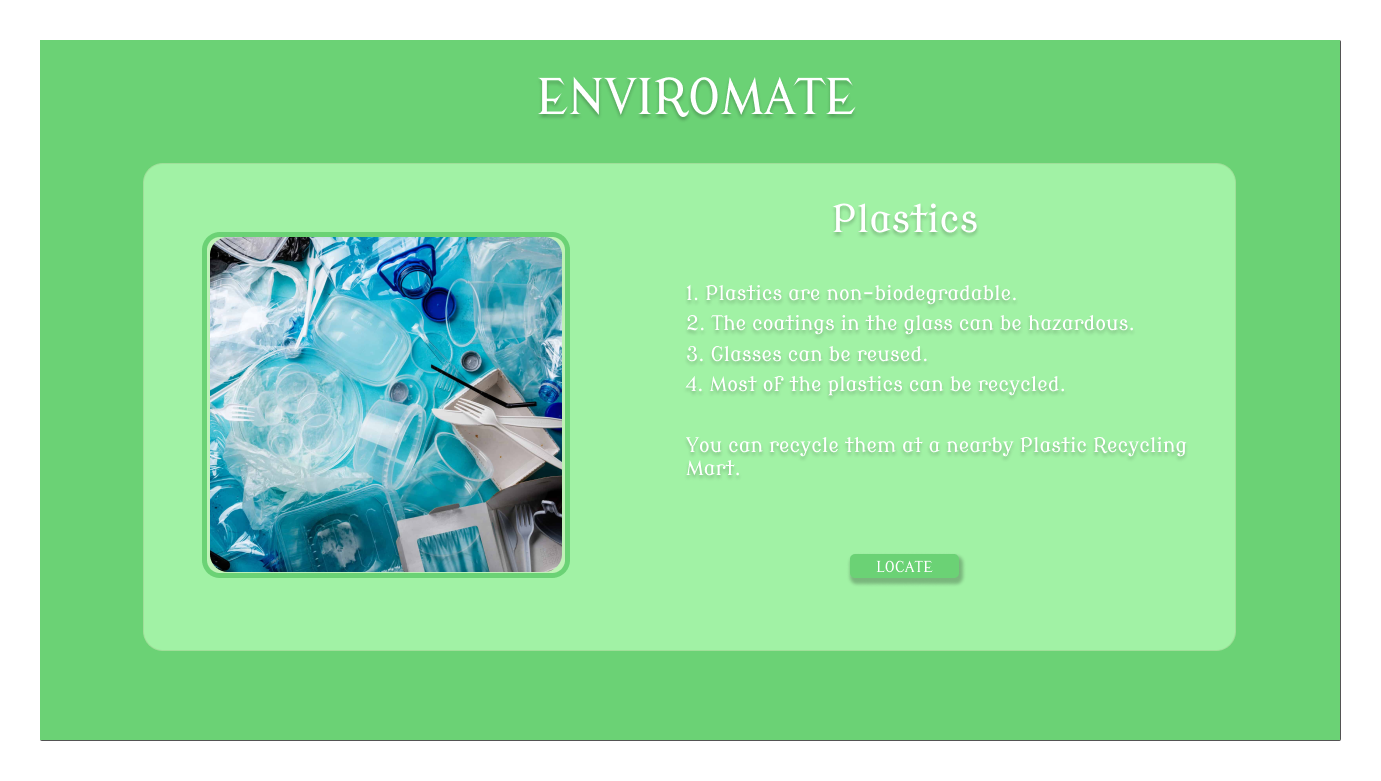 ENVIROMATE
Plastics
1. Plastics are non-biodegradable.
2. The coatings in the glass can be hazardous.
3. Glasses can be reused.
4. Most of the plastics can be recycled.
You can recycle them at a nearby Plastic Recycling
Mart.
LOCATE